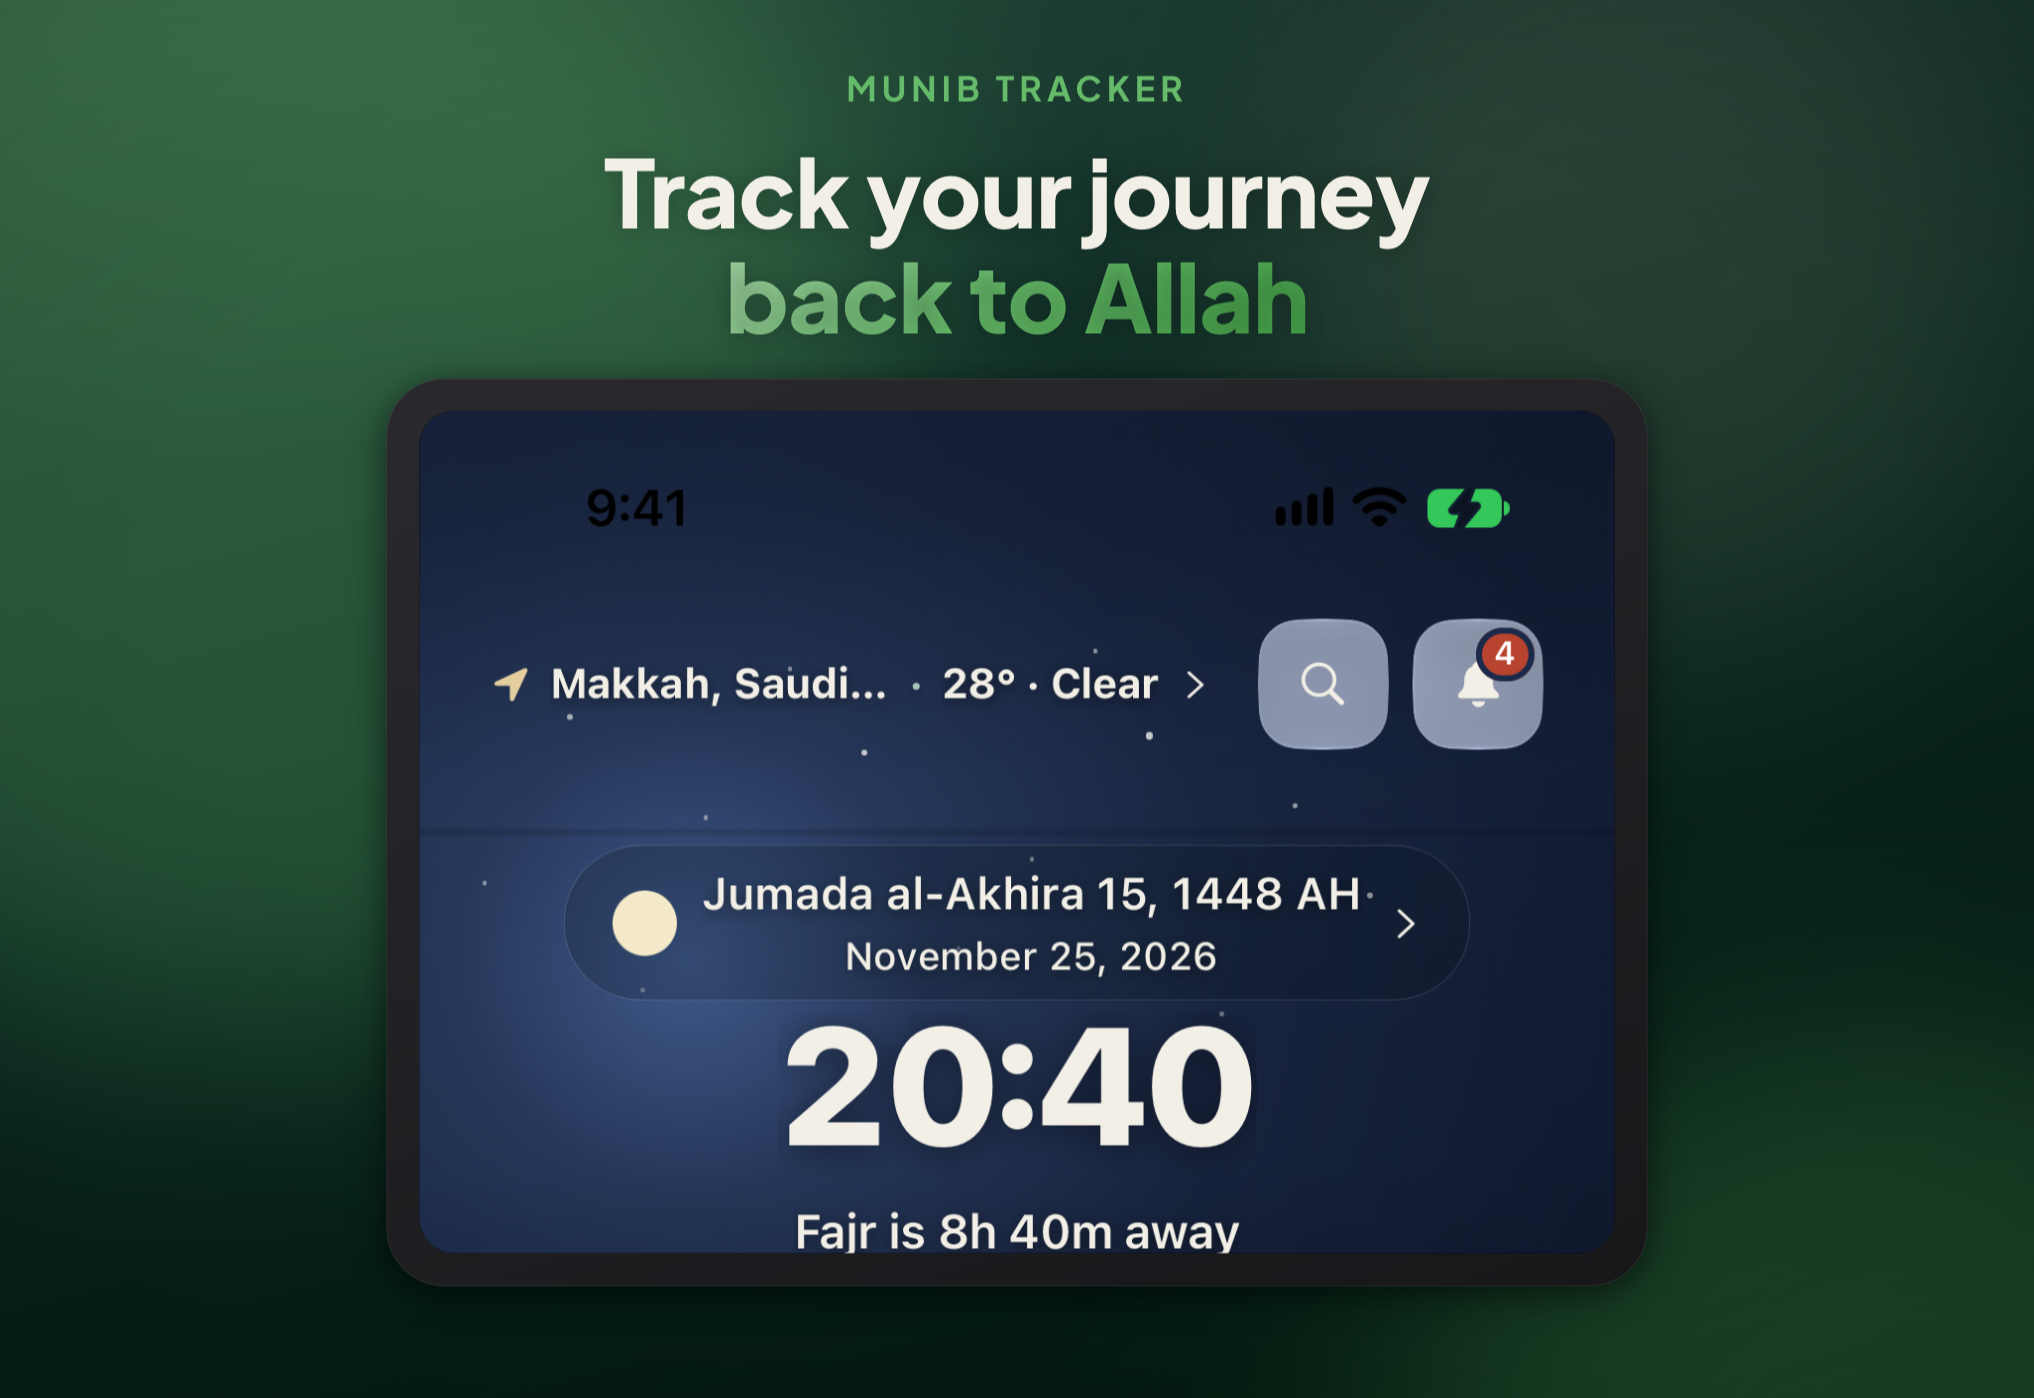 MUNIB TRACKER
Track your journey
back to Allah
9:41
Makkah, Saudi... · 28° · Clear
4
Jumada al-Akhira 15, 1448 AH
November 25, 2026
20:40
Fajr is 8h 40m away